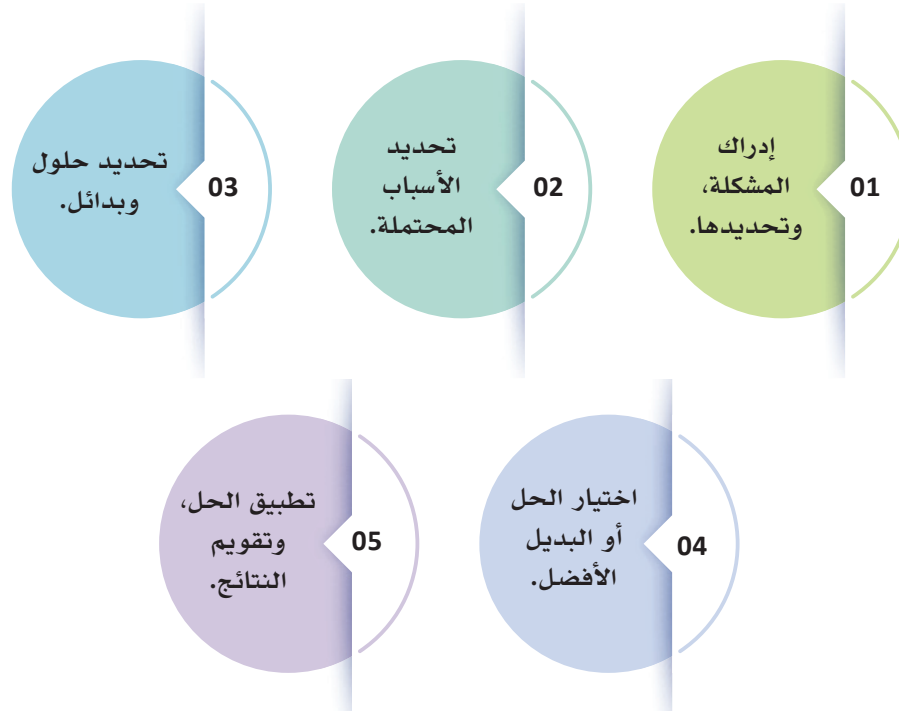 01
إدراك
المشكلة،
وتحديدها.
02
تحديد
الأسباب
المحتملة.
03
تحديد حلول
وبدائل.
04
اختيار الحل
أو البديل
الأفضل.
05
تطبيق الحل،
وتقويم
النتائج.